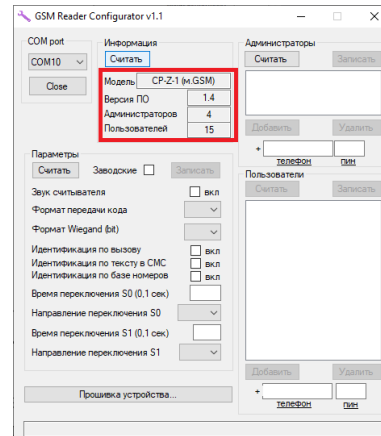 GSM Reader Configurator v1.1
COM port
COM10
Close
Информация
Считать
Модель CP-Z-1 (м.GSM)
Версия ПО 1.4
Администраторов 4
Пользователей 15
Администраторы
Считать Записать
Добавить Удалить
+
телефон пин
Параметры
Считать Заводские Записать
Звук считывателя вкл
Формат передачи кода
Формат Wiegand (bit)
Идентификация по вызову вкл
Идентификация по тексту в СМС вкл
Идентификация по базе номеров вкл
Время переключения S0 (0,1 сек)
Направление переключения S0
Время переключения S1 (0,1 сек)
Направление переключения S1
Прошивка устройства...
Пользователи
Считать Записать
Добавить Удалить
+
телефон пин